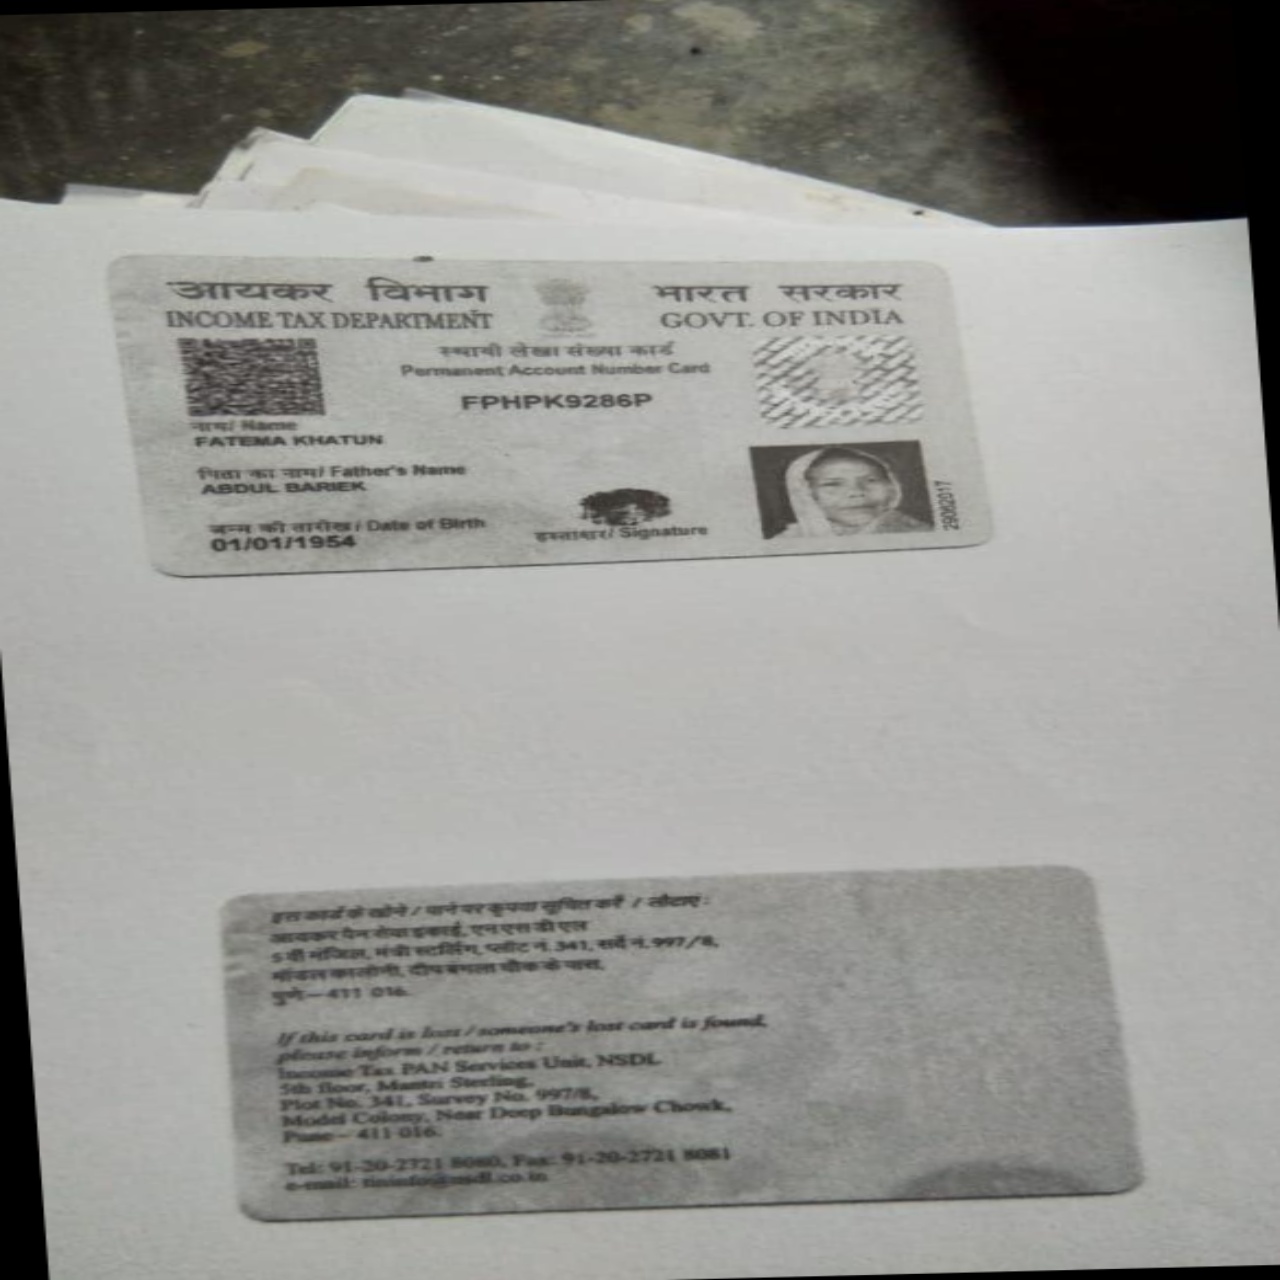 आयकर विभाग
INCOME TAX DEPARTMENT
भारत सरकार
GOVT. OF INDIA
स्थायी लेखा संख्या कार्ड
Permanent Account Number Card
FPHPK9286P
नाम/ Name
FATEMA KHATUN
पिता का नाम/ Father's Name
ABDUL BARIEK
जन्म की तारीख/ Date of Birth
01/01/1954
हस्ताक्षर/ Signature
29082017
इस कार्ड के खोने / पाने पर कृपया सूचित करें / लौटाएं :
आयकर पैन सेवा इकाई, एन एस डी एल
5 वीं मंजिल, मंत्री स्टर्लिंग, प्लॉट नं. 341, सर्वे नं. 997/8,
मॉडल कालोनी, दीप बंगला चौक के पास,
पुणे—411 016.
If this card is lost / someone's lost card is found,
please inform / return to :
Income Tax PAN Services Unit, NSDL
5th floor, Mantri Sterling,
Plot No. 341, Survey No. 997/8,
Model Colony, Near Deep Bungalow Chowk,
Pune – 411 016.
Tel: 91-20-2721 8080, Fax: 91-20-2721 8081
e-mail: tininfo@nsdl.co.in